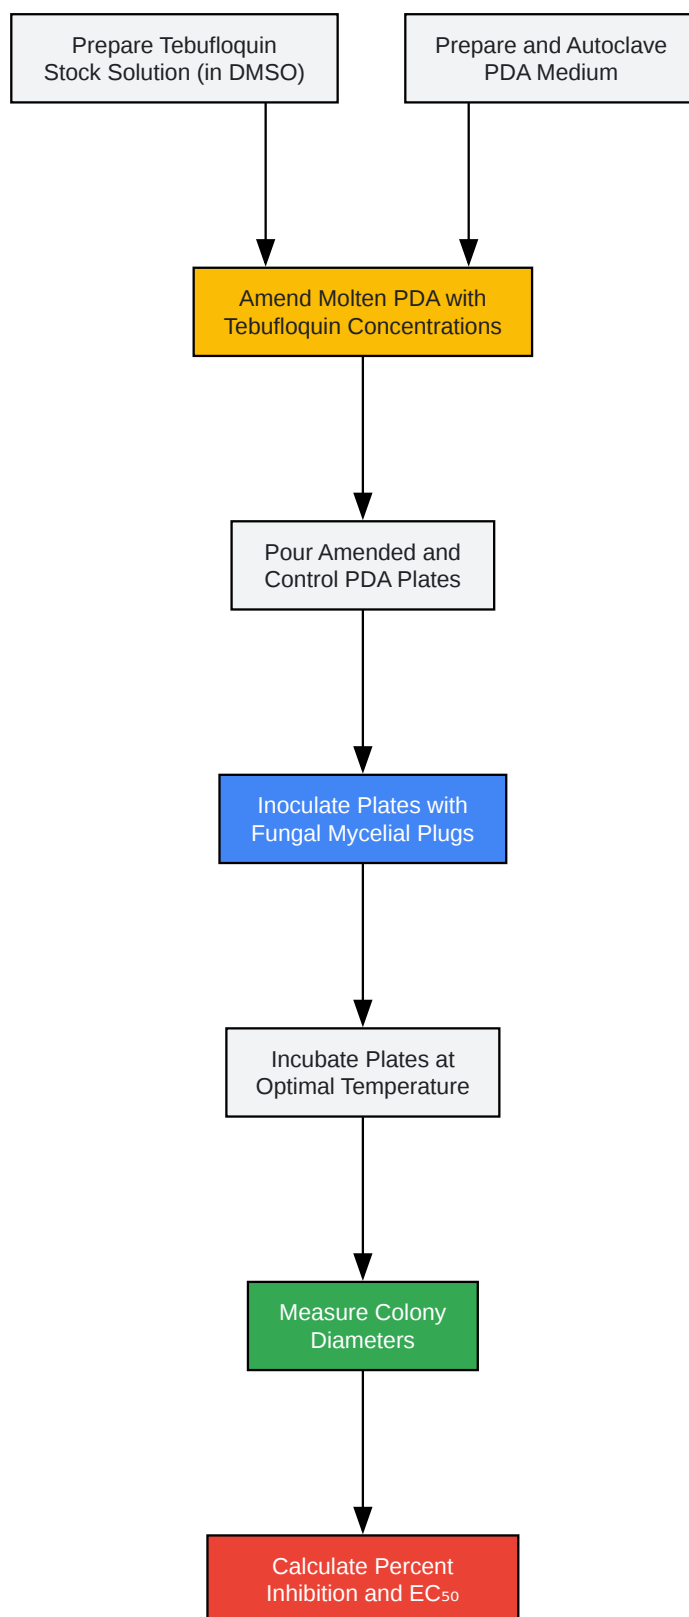 Prepare Tebufloquin
Stock Solution (in DMSO)
Prepare and Autoclave
PDA Medium
Amend Molten PDA with
Tebufloquin Concentrations
Pour Amended and
Control PDA Plates
Inoculate Plates with
Fungal Mycelial Plugs
Incubate Plates at
Optimal Temperature
Measure Colony
Diameters
Calculate Percent
Inhibition and EC₅₀